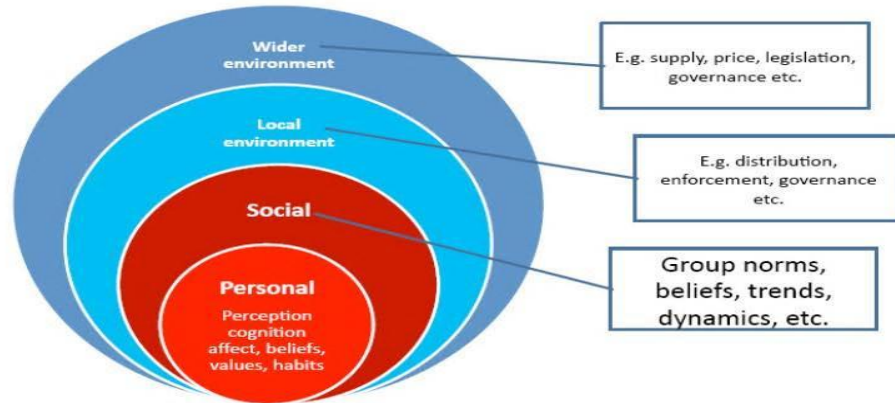 Wider
environment
E.g. supply, price, legislation,
governance etc.
Local
environment
E.g. distribution,
enforcement, governance
etc.
Social
Group norms,
beliefs, trends,
dynamics, etc.
Personal
Perception
cognition
affect, beliefs,
values, habits